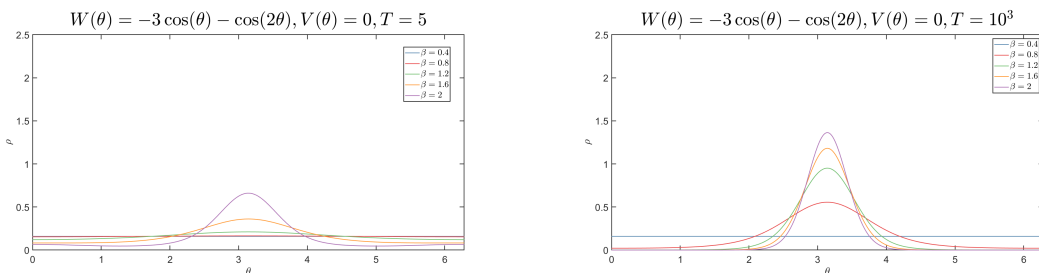 W(θ) = −3 cos(θ) − cos(2θ), V(θ) = 0, T = 5
2.5
2
1.5
1
0.5
0
ρ
0 1 2 3 4 5 6
θ
β = 0.4
β = 0.8
β = 1.2
β = 1.6
β = 2
W(θ) = −3 cos(θ) − cos(2θ), V(θ) = 0, T = 10³
2.5
2
1.5
1
0.5
0
ρ
0 1 2 3 4 5 6
θ
β = 0.4
β = 0.8
β = 1.2
β = 1.6
β = 2